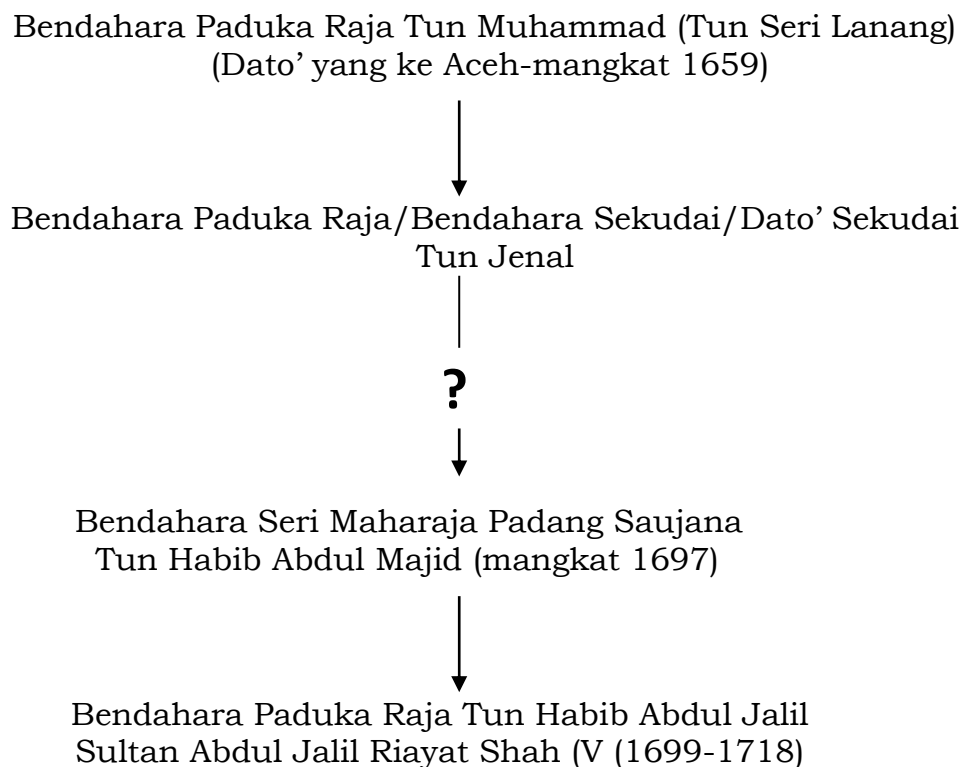 Bendahara Paduka Raja Tun Muhammad (Tun Seri Lanang)
(Dato’ yang ke Aceh-mangkat 1659)
Bendahara Paduka Raja/Bendahara Sekudai/Dato’ Sekudai
Tun Jenal
?
Bendahara Seri Maharaja Padang Saujana
Tun Habib Abdul Majid (mangkat 1697)
Bendahara Paduka Raja Tun Habib Abdul Jalil
Sultan Abdul Jalil Riayat Shah (V (1699-1718)